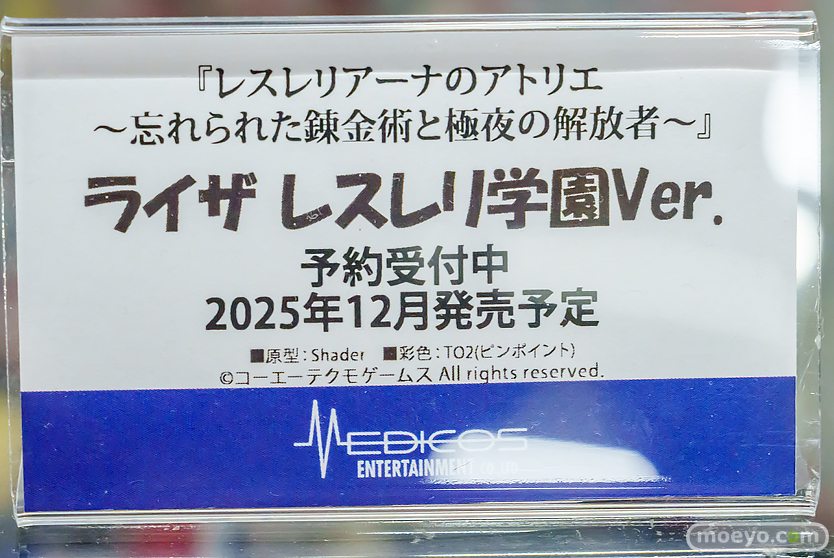 『レスレリアーナのアトリエ
～忘れられた錬金術と極夜の解放者～』
ライザ レスレリ学園Ver.
予約受付中
2025年12月発売予定
■原型：Shader ■彩色：TO2(ピンポイント)
©コーエーテクモゲームス All rights reserved.
MEDICOS
ENTERTAINMENT CO.,LTD.
moeyo.com